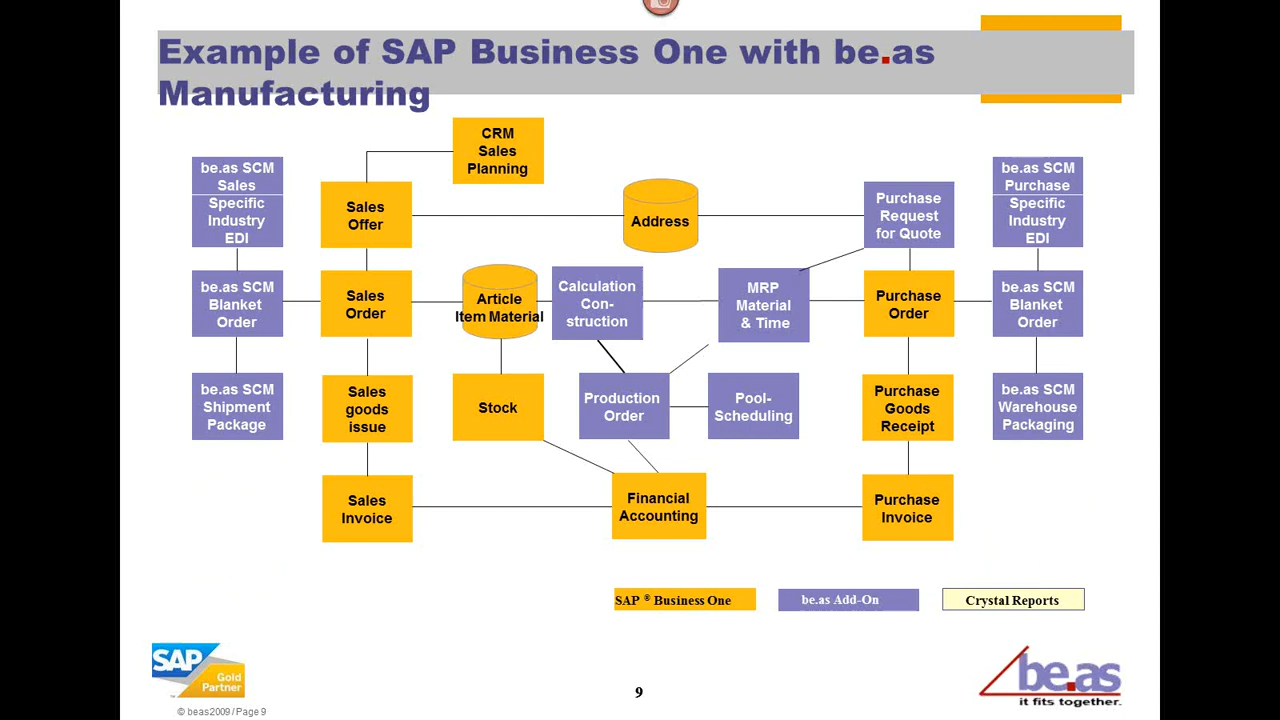 Example of SAP Business One with be.as
Manufacturing
CRM
Sales
Planning
be.as SCM
Sales
Specific
Industry
EDI
Sales
Offer
Address
Purchase
Request
for Quote
be.as SCM
Purchase
Specific
Industry
EDI
be.as SCM
Blanket
Order
Sales
Order
Article
Item Material
Calculation
Con-
struction
MRP
Material
& Time
Purchase
Order
be.as SCM
Blanket
Order
be.as SCM
Shipment
Package
Sales
goods
issue
Stock
Production
Order
Pool-
Scheduling
Purchase
Goods
Receipt
be.as SCM
Warehouse
Packaging
Sales
Invoice
Financial
Accounting
Purchase
Invoice
SAP ® Business One
be.as Add-On
Crystal Reports
SAP
Gold
Partner
be.as
it fits together.
9
© beas2009 / Page 9